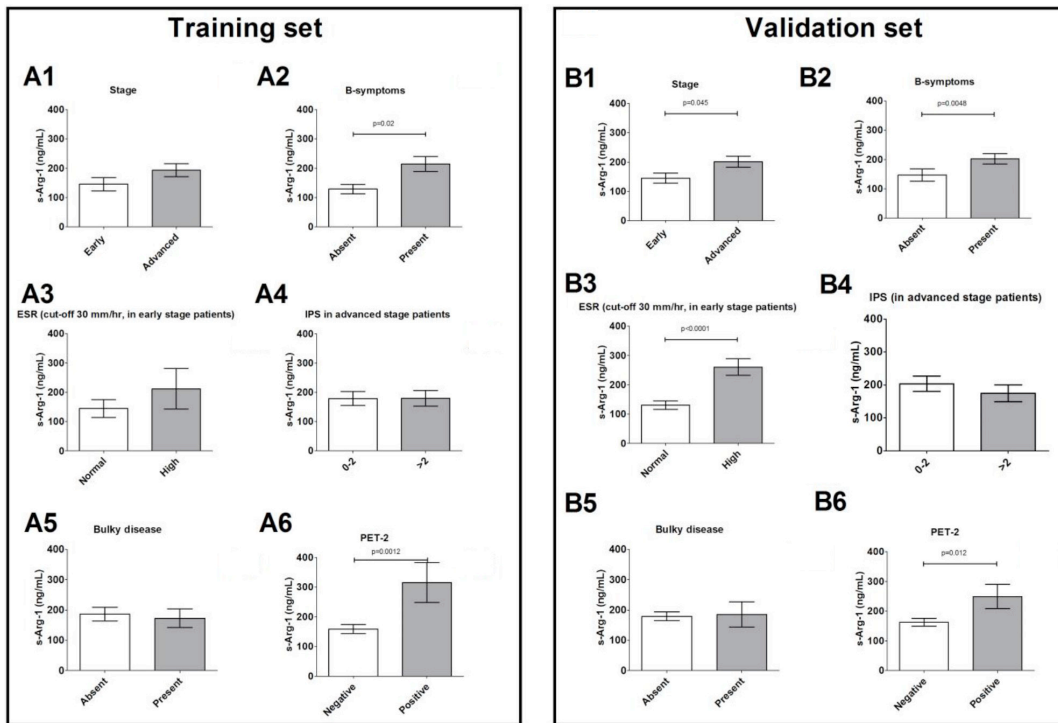 Training set
A1
Stage
s-Arg-1 (ng/mL)
400
300
200
100
0
Early
Advanced
A2
B-symptoms
p=0.02
s-Arg-1 (ng/mL)
400
300
200
100
0
Absent
Present
A3
ESR (cut-off 30 mm/hr, in early stage patients)
s-Arg-1 (ng/mL)
400
300
200
100
0
Normal
High
A4
IPS in advanced stage patients
s-Arg-1 (ng/mL)
400
300
200
100
0
0-2
>2
A5
Bulky disease
s-Arg-1 (ng/mL)
400
300
200
100
0
Absent
Present
A6
PET-2
p=0.0012
s-Arg-1 (ng/mL)
400
300
200
100
0
Negative
Positive
Validation set
B1
Stage
p=0.045
s-Arg-1 (ng/mL)
400
300
200
100
0
Early
Advanced
B2
B-symptoms
p=0.0048
s-Arg-1 (ng/mL)
400
300
200
100
0
Absent
Present
B3
ESR (cut-off 30 mm/hr, in early stage patients)
p<0.0001
s-Arg-1 (ng/mL)
400
300
200
100
0
Normal
High
B4
IPS (in advanced stage patients)
s-Arg-1 (ng/mL)
400
300
200
100
0
0-2
>2
B5
Bulky disease
s-Arg-1 (ng/mL)
400
300
200
100
0
Absent
Present
B6
PET-2
p=0.012
s-Arg-1 (ng/mL)
400
300
200
100
0
Negative
Positive